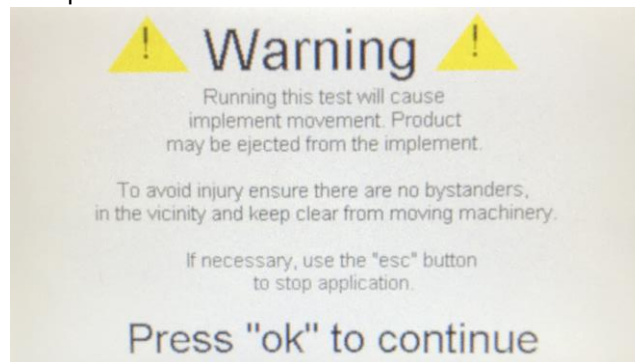 Warning
Running this test will cause
implement movement. Product
may be ejected from the implement.
To avoid injury ensure there are no bystanders,
in the vicinity and keep clear from moving machinery.
If necessary, use the "esc" button
to stop application.
Press "ok" to continue